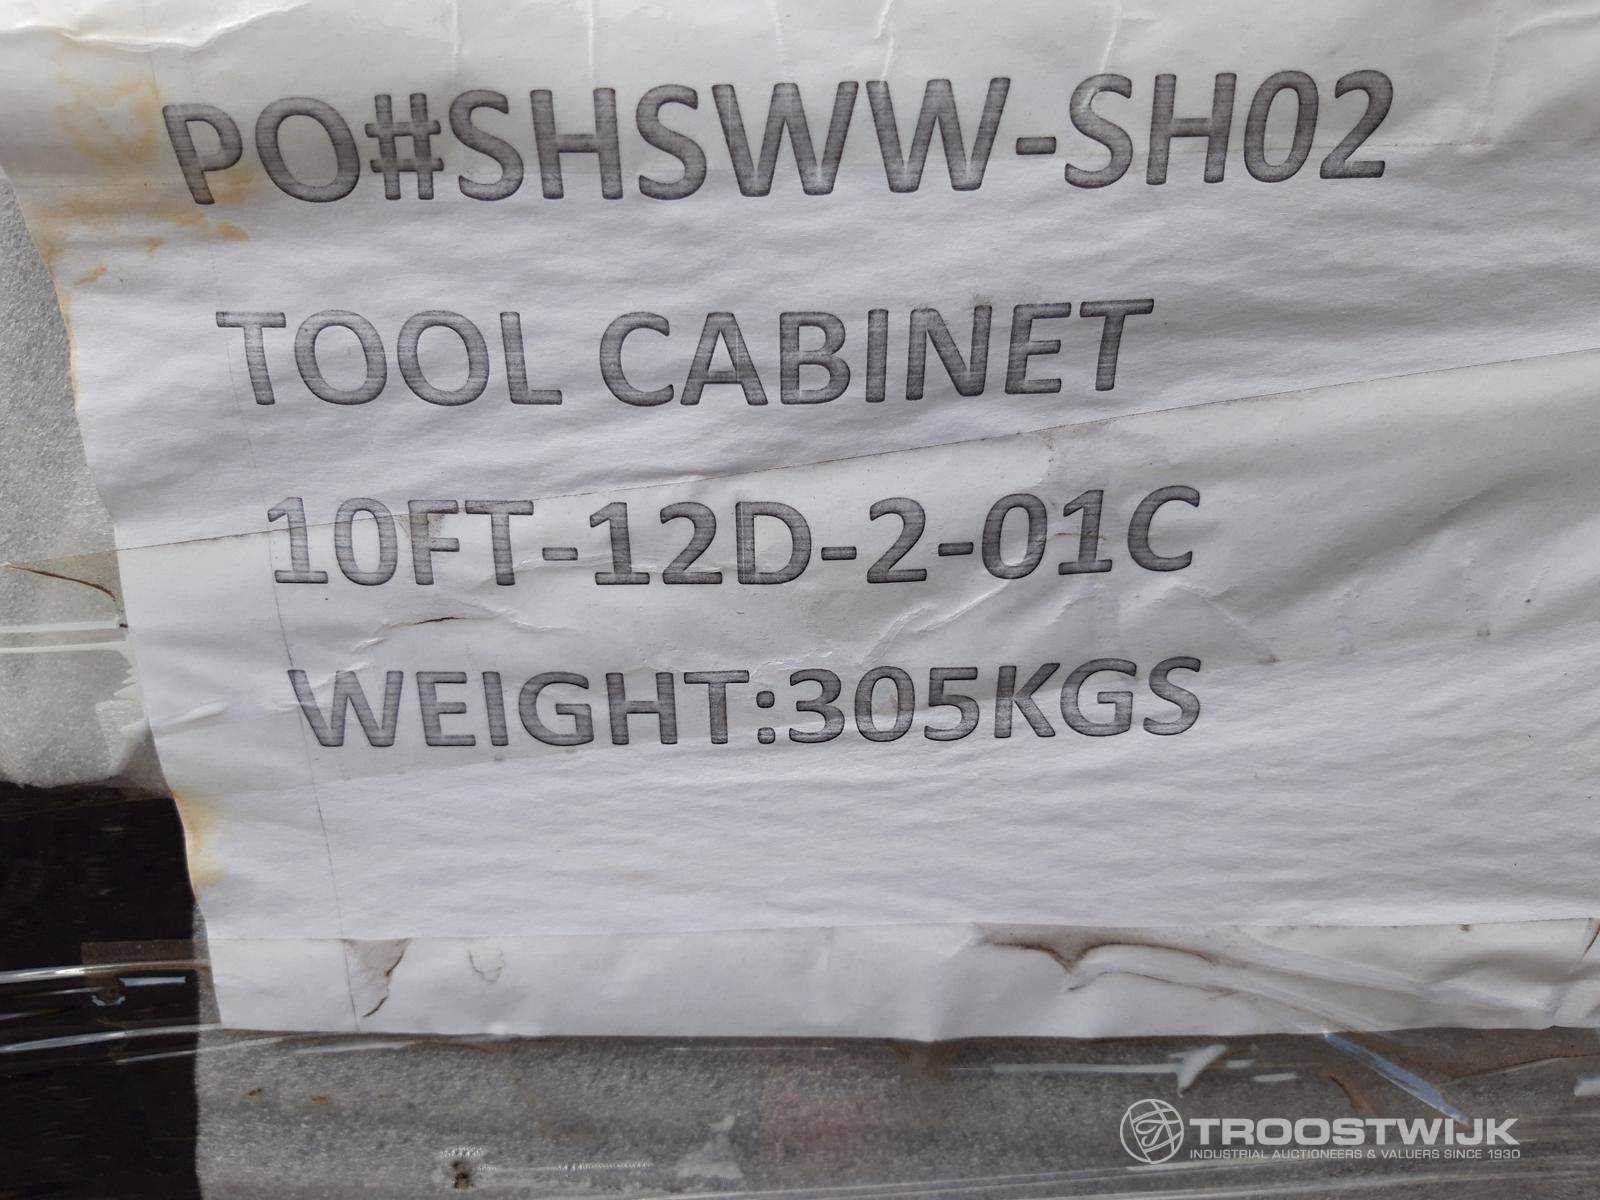 PO#SHSWW-SH02
TOOL CABINET
10FT-12D-2-01C
WEIGHT:305KGS
TROOSTWIJK
INDUSTRIAL AUCTIONEERS & VALUERS SINCE 1930